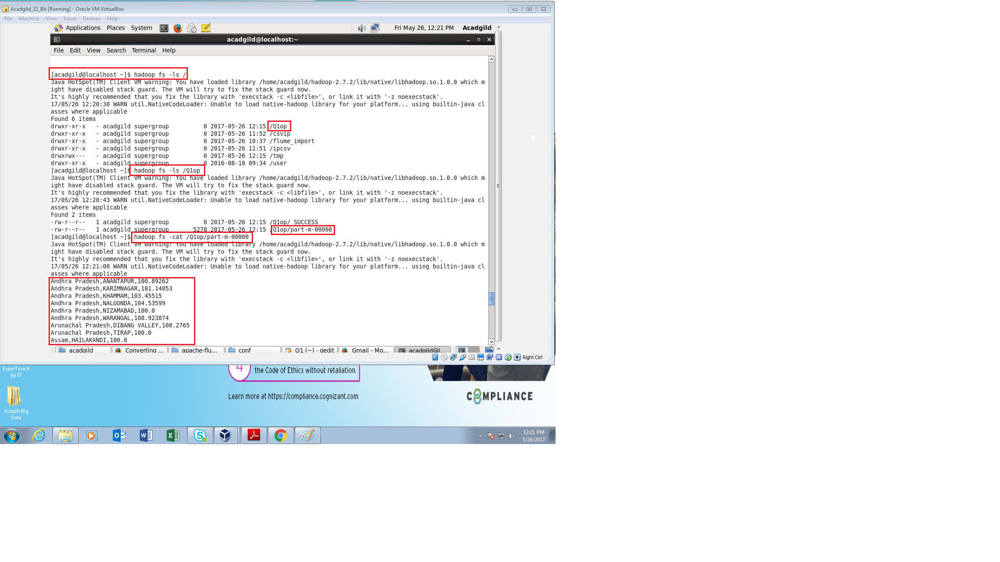 Acadgild_32_Bit [Running] - Oracle VM VirtualBox
File Machine View Input Devices Help
Applications Places System Fri May 26, 12:21 PM Acadgild
acadgild@localhost:~
File Edit View Search Terminal Help
[acadgild@localhost ~]$ hadoop fs -ls /
Java HotSpot(TM) Client VM warning: You have loaded library /home/acadgild/hadoop-2.7.2/lib/native/libhadoop.so.1.0.0 which m
ight have disabled stack guard. The VM will try to fix the stack guard now.
It's highly recommended that you fix the library with 'execstack -c <libfile>', or link it with '-z noexecstack'.
17/05/26 12:20:30 WARN util.NativeCodeLoader: Unable to load native-hadoop library for your platform... using builtin-java cl
asses where applicable
Found 6 items
drwxr-xr-x   - acadgild supergroup          0 2017-05-26 12:15 /Q1op
drwxr-xr-x   - acadgild supergroup          0 2017-05-26 11:52 /csvip
drwxr-xr-x   - acadgild supergroup          0 2017-05-26 10:37 /flume_import
drwxr-xr-x   - acadgild supergroup          0 2017-05-26 11:51 /ipcsv
drwxrwx---   - acadgild supergroup          0 2017-05-26 12:15 /tmp
drwxr-xr-x   - acadgild supergroup          0 2016-08-18 09:34 /user
[acadgild@localhost ~]$ hadoop fs -ls /Q1op
Java HotSpot(TM) Client VM warning: You have loaded library /home/acadgild/hadoop-2.7.2/lib/native/libhadoop.so.1.0.0 which m
ight have disabled stack guard. The VM will try to fix the stack guard now.
It's highly recommended that you fix the library with 'execstack -c <libfile>', or link it with '-z noexecstack'.
17/05/26 12:20:43 WARN util.NativeCodeLoader: Unable to load native-hadoop library for your platform... using builtin-java cl
asses where applicable
Found 2 items
-rw-r--r--   1 acadgild supergroup          0 2017-05-26 12:15 /Q1op/_SUCCESS
-rw-r--r--   1 acadgild supergroup       5278 2017-05-26 12:15 /Q1op/part-m-00000
[acadgild@localhost ~]$ hadoop fs -cat /Q1op/part-m-00000
Java HotSpot(TM) Client VM warning: You have loaded library /home/acadgild/hadoop-2.7.2/lib/native/libhadoop.so.1.0.0 which m
ight have disabled stack guard. The VM will try to fix the stack guard now.
It's highly recommended that you fix the library with 'execstack -c <libfile>', or link it with '-z noexecstack'.
17/05/26 12:21:00 WARN util.NativeCodeLoader: Unable to load native-hadoop library for your platform... using builtin-java cl
asses where applicable
Andhra Pradesh,ANANTAPUR,100.89262
Andhra Pradesh,KARIMNAGAR,101.14053
Andhra Pradesh,KHAMMAM,103.45515
Andhra Pradesh,NALGONDA,104.53599
Andhra Pradesh,NIZAMABAD,100.0
Andhra Pradesh,WARANGAL,108.923874
Arunachal Pradesh,DIBANG VALLEY,100.2765
Arunachal Pradesh,TIRAP,100.0
Assam,HAILAKANDI,100.0
acadgild Converting ... apache-flu... conf Q1 (~) - gedit Gmail - Mo... acadgild@l...
Right Ctrl
ExperTouch
by IT
4 the Code of Ethics without retaliation.
Learn more at https://compliance.cognizant.com
COMPLIANCE
Joseph Big
Data
12:21 PM
5/26/2017